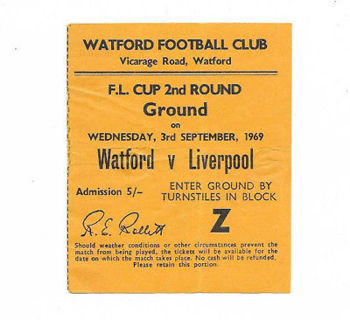 WATFORD FOOTBALL CLUB
Vicarage Road, Watford
F.L. CUP 2nd ROUND
Ground
on
WEDNESDAY, 3rd SEPTEMBER, 1969
Watford v Liverpool
Admission 5/-
ENTER GROUND BY
TURNSTILES IN BLOCK
Z
R. E. Rollitt
Should weather conditions or other circumstances prevent the
match from being played, the tickets will be available for the
date on which the match takes place. No cash will be refunded.
Please retain this portion.